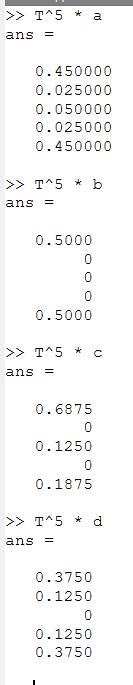 >> T^5 * a
ans =
0.450000
0.025000
0.050000
0.025000
0.450000
>> T^5 * b
ans =
0.5000
0
0
0
0.5000
>> T^5 * c
ans =
0.6875
0
0.1250
0
0.1875
>> T^5 * d
ans =
0.3750
0.1250
0
0.1250
0.3750